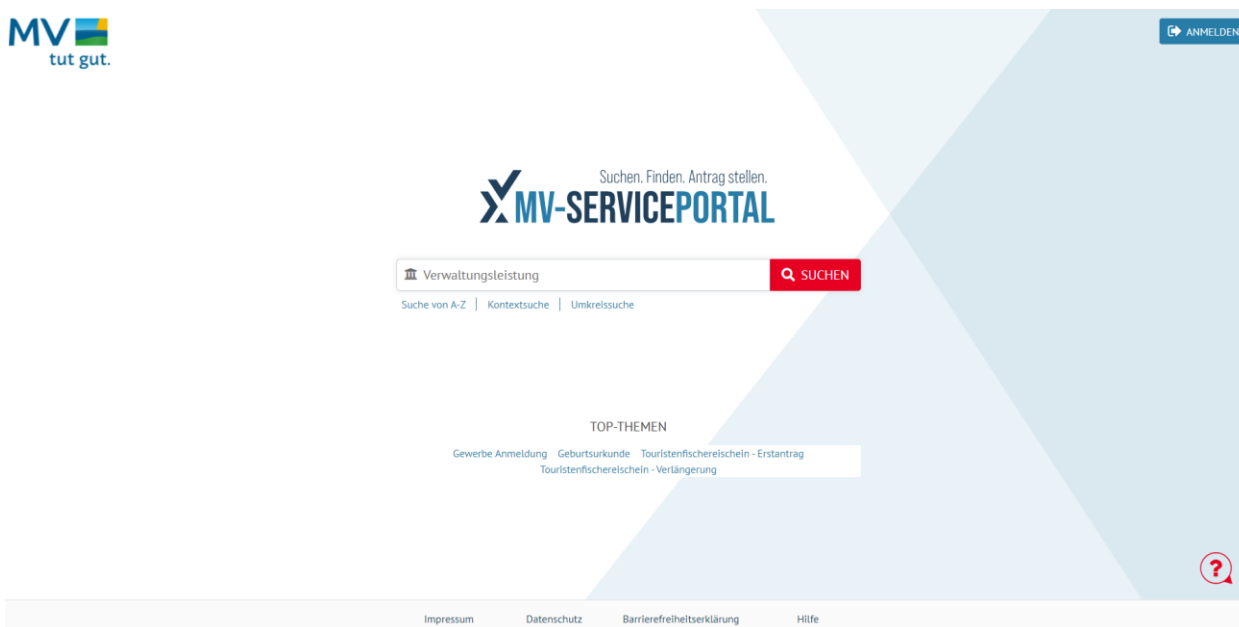 MV
tut gut.
ANMELDEN
Suchen. Finden. Antrag stellen.
MV-SERVICEPORTAL
Verwaltungsleistung
SUCHEN
Suche von A-Z | Kontextsuche | Umkreissuche
TOP-THEMEN
Gewerbe Anmeldung Geburtsurkunde Touristenfischereischein - Erstantrag
Touristenfischereischein - Verlängerung
?
Impressum Datenschutz Barrierefreiheitserklärung Hilfe